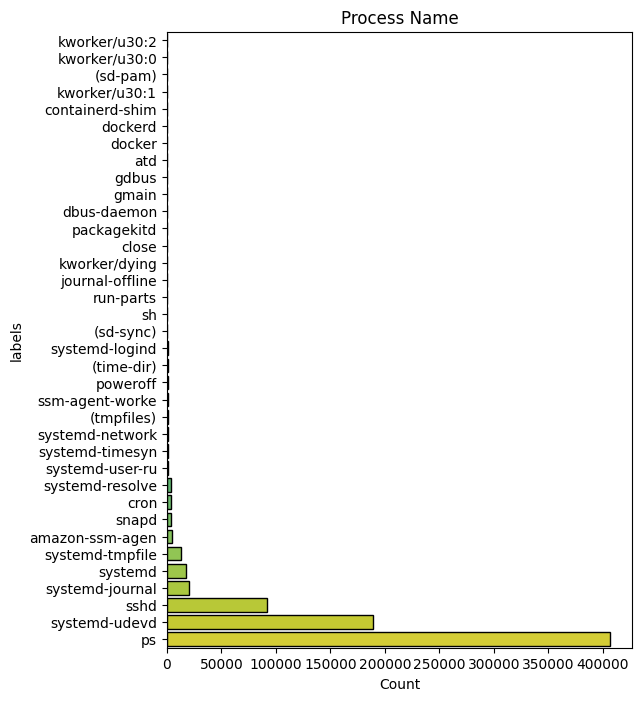 Process Name
kworker/u30:2
kworker/u30:0
(sd-pam)
kworker/u30:1
containerd-shim
dockerd
docker
atd
gdbus
gmain
dbus-daemon
packagekitd
close
kworker/dying
journal-offline
run-parts
sh
(sd-sync)
systemd-logind
(time-dir)
poweroff
ssm-agent-worke
(tmpfiles)
systemd-network
systemd-timesyn
systemd-user-ru
systemd-resolve
cron
snapd
amazon-ssm-agen
systemd-tmpfile
systemd
systemd-journal
sshd
systemd-udevd
ps
labels
0 50000 100000 150000 200000 250000 300000 350000 400000
Count